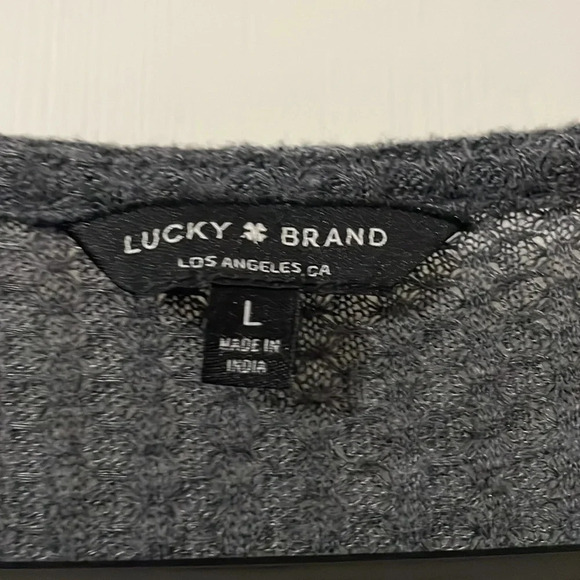 LUCKY BRAND
LOS ANGELES CA
L
MADE IN
INDIA